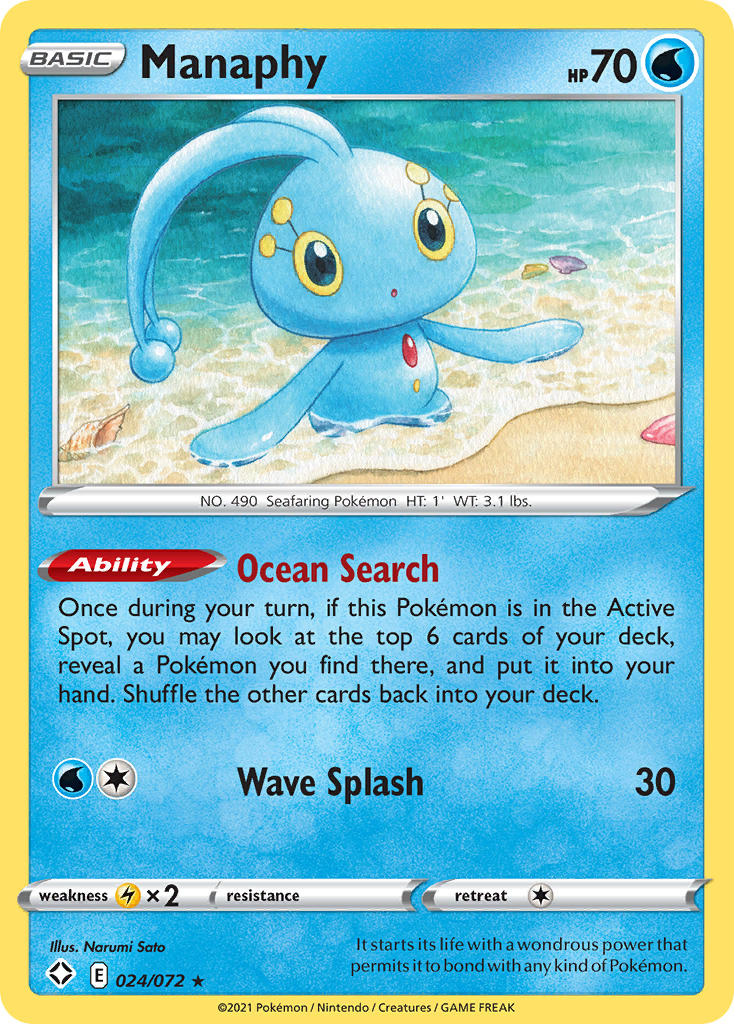 BASIC Manaphy HP70
NO. 490 Seafaring Pokémon HT: 1' WT: 3.1 lbs.
Ability Ocean Search
Once during your turn, if this Pokémon is in the Active
Spot, you may look at the top 6 cards of your deck,
reveal a Pokémon you find there, and put it into your
hand. Shuffle the other cards back into your deck.
Wave Splash 30
weakness ×2 resistance retreat
Illus. Narumi Sato
It starts its life with a wondrous power that
permits it to bond with any kind of Pokémon.
E 024/072 ★
©2021 Pokémon / Nintendo / Creatures / GAME FREAK